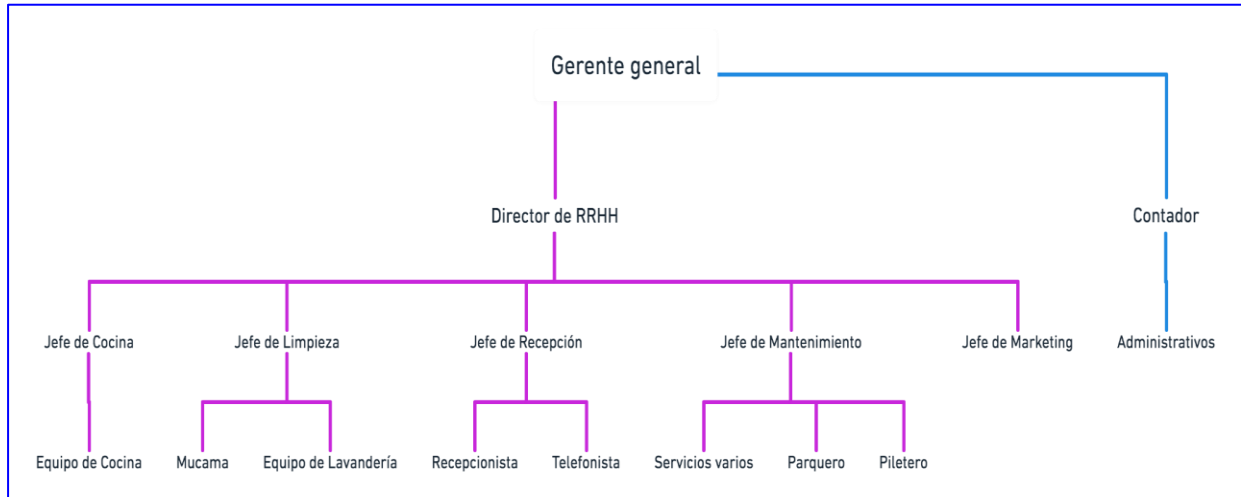 Gerente general
Director de RRHH
Contador
Jefe de Cocina
Jefe de Limpieza
Jefe de Recepción
Jefe de Mantenimiento
Jefe de Marketing
Administrativos
Equipo de Cocina
Mucama
Equipo de Lavandería
Recepcionista
Telefonista
Servicios varios
Parquero
Piletero